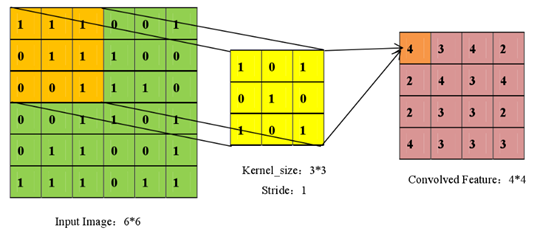 1 1 1 0 0 1
0 1 1 1 0 0
0 0 1 1 1 0
0 0 1 1 0 1
0 1 1 0 0 1
1 1 1 0 1 1
Input Image：6*6
1 0 1
0 1 0
1 0 1
Kernel_size：3*3
Stride：1
4 3 4 2
2 4 3 4
2 3 3 3
4 3 3 3
Convolved Feature：4*4